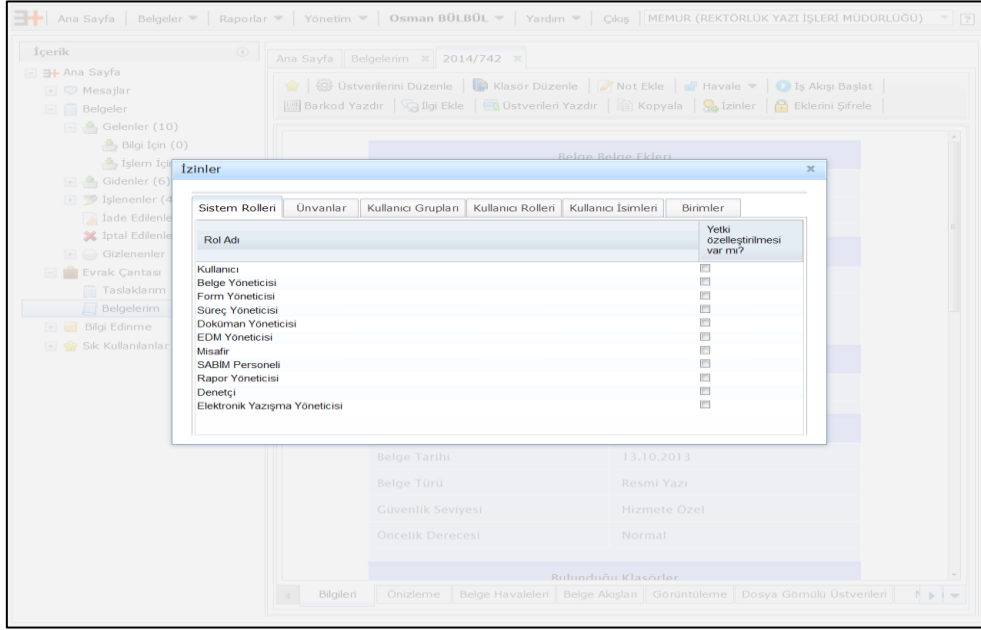 Ana Sayfa Belgeler Raporlar Yönetim Osman BÜLBÜL Yardım Çıkış MEMUR (REKTÖRLÜK YAZI İŞLERİ MÜDÜRLÜĞÜ)
İçerik
Ana Sayfa
Mesajlar
Belgeler
Gelenler (10)
Bilgi İçin (0)
İşlem İçi
Gidenler (6)
İşlenenler (4
İade Edilenle
İptal Edilenle
Gizlenenler
Evrak Çantası
Taslaklarım
Belgelerim
Bilgi Edinme
Sık Kullanılanlar
Ana Sayfa Belgelerim 2014/742
Üstverilerini Düzenle Klasör Düzenle Not Ekle Havale İş Akışı Başlat
Barkod Yazdır İlgi Ekle Üstverileri Yazdır Kopyala İzinler Eklerini Şifrele
Belge Belge Ekleri
İzinler
Sistem Rolleri Ünvanlar Kullanıcı Grupları Kullanıcı Rolleri Kullanıcı İsimleri Birimler
Rol Adı
Yetki
özelleştirilmesi
var mı?
Kullanıcı
Belge Yöneticisi
Form Yöneticisi
Süreç Yöneticisi
Doküman Yöneticisi
EDM Yöneticisi
Misafir
SABİM Personeli
Rapor Yöneticisi
Denetçi
Elektronik Yazışma Yöneticisi
Belge Tarihi 13.10.2013
Belge Türü Resmi Yazı
Güvenlik Seviyesi Hizmete Özel
Öncelik Derecesi Normal
Bulunduğu Klasörler
Bilgileri Önizleme Belge Havaleleri Belge Akışları Görüntüleme Dosya Gömülü Üstverileri